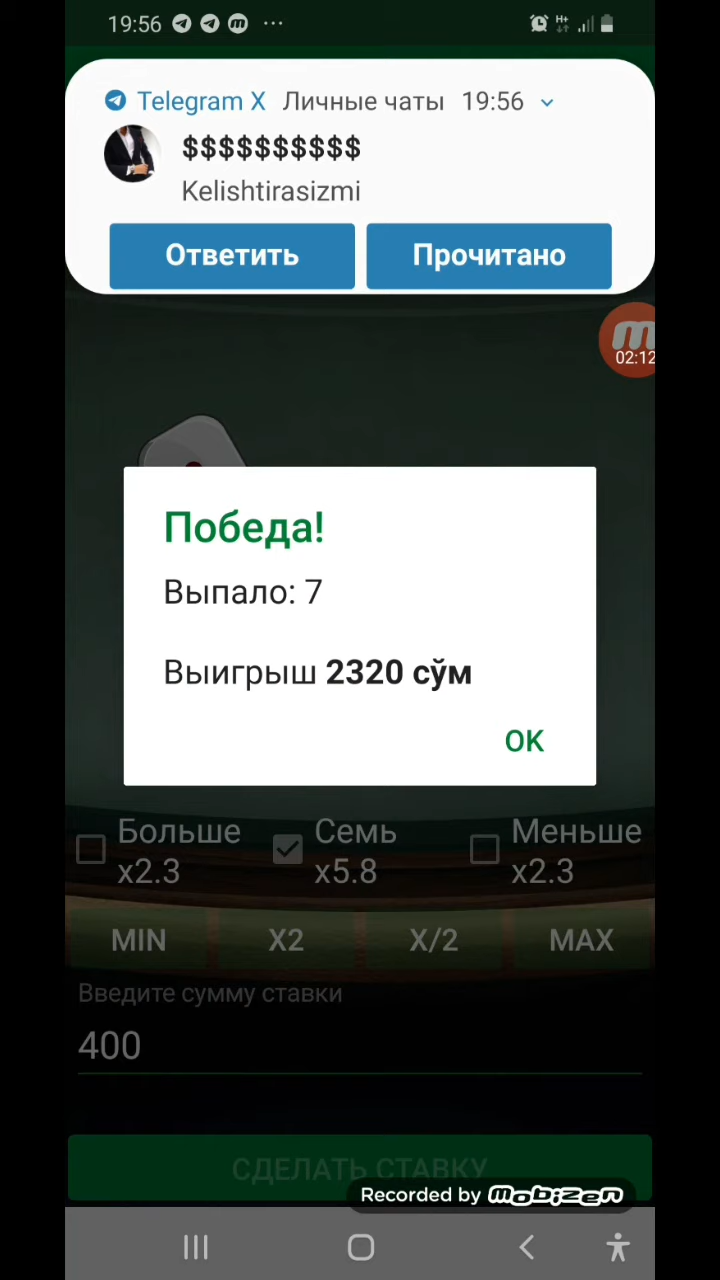 19:56
Telegram X Личные чаты 19:56
$$$$$$$$$$
Kelishtirasizmi
Ответить Прочитано
02:12
Победа!
Выпало: 7
Выигрыш 2320 сўм
OK
Больше Семь Меньше
x2.3 x5.8 x2.3
MIN X2 X/2 MAX
Введите сумму ставки
400
СДЕЛАТЬ СТАВКУ
Recorded by mobizen